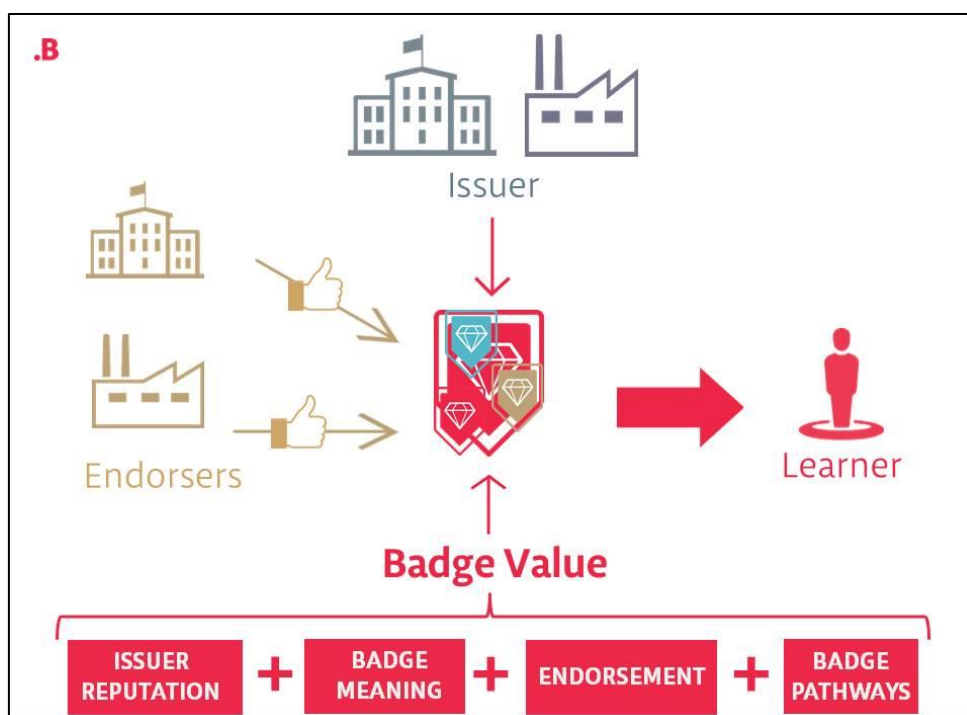 .B
Issuer
Endorsers
Learner
Badge Value
ISSUER
REPUTATION
+
BADGE
MEANING
+
ENDORSEMENT
+
BADGE
PATHWAYS